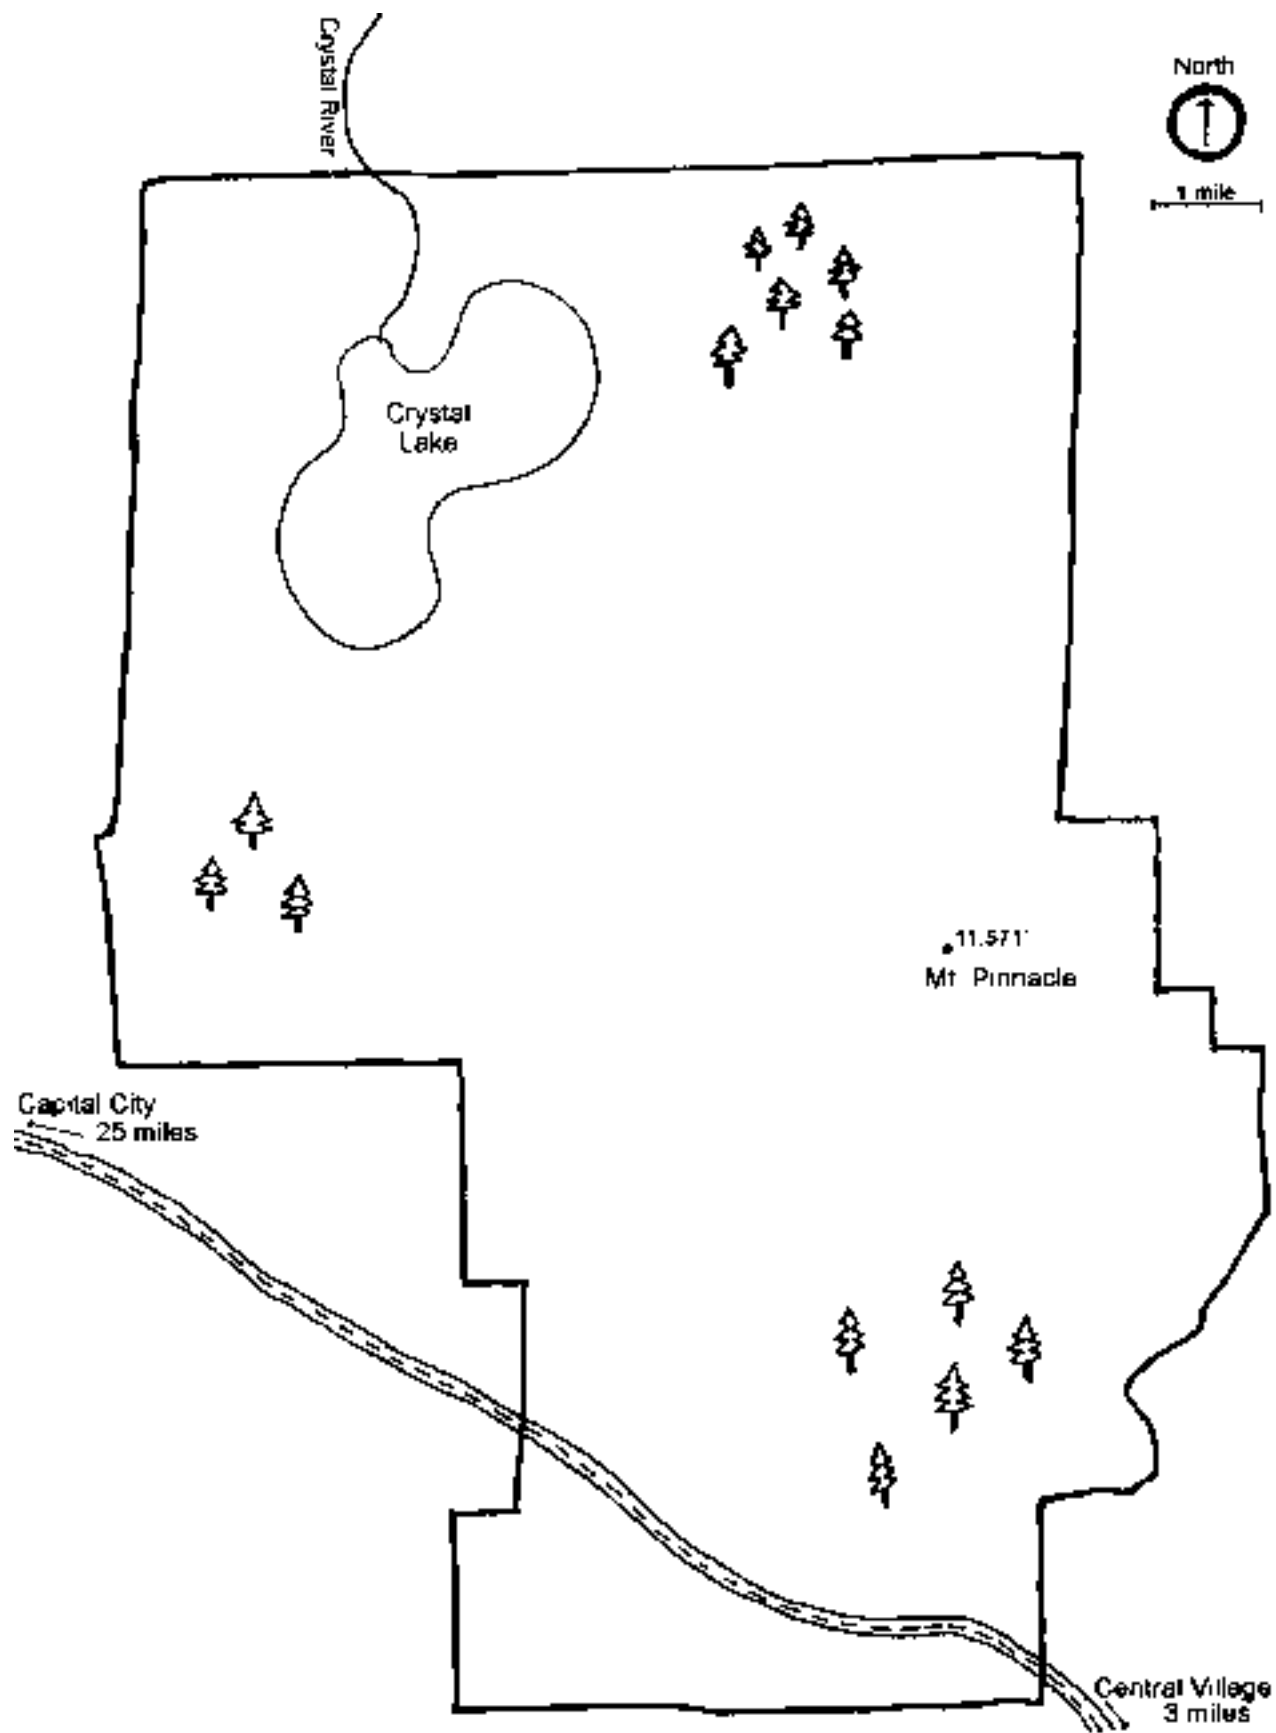 Crystal River
North
1 mile
Crystal
Lake
11,571'
Mt. Pinnacle
Capital City
25 miles
Central Village
3 miles